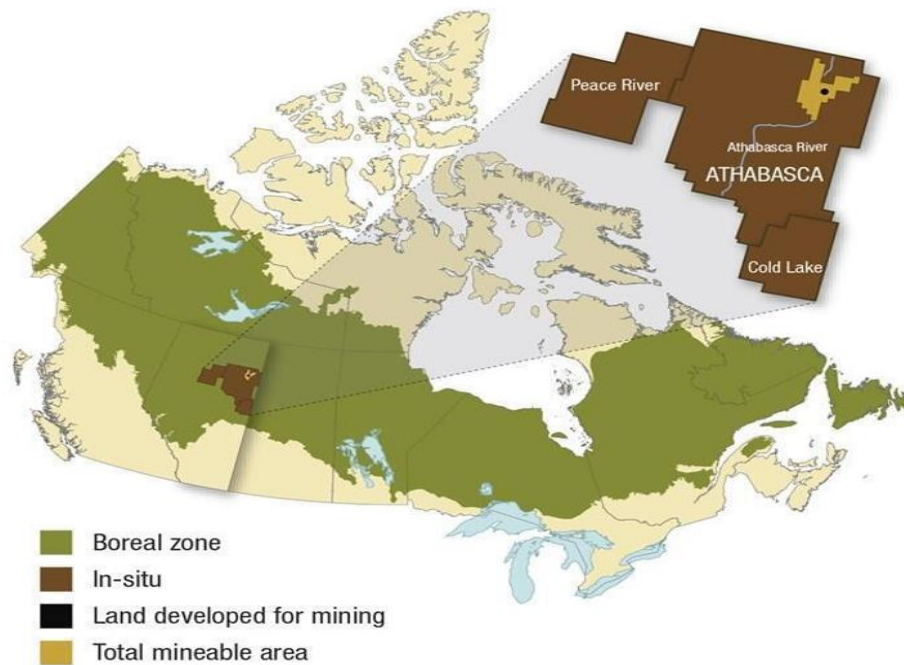 Peace River
Athabasca River
ATHABASCA
Cold Lake
Boreal zone
In-situ
Land developed for mining
Total mineable area